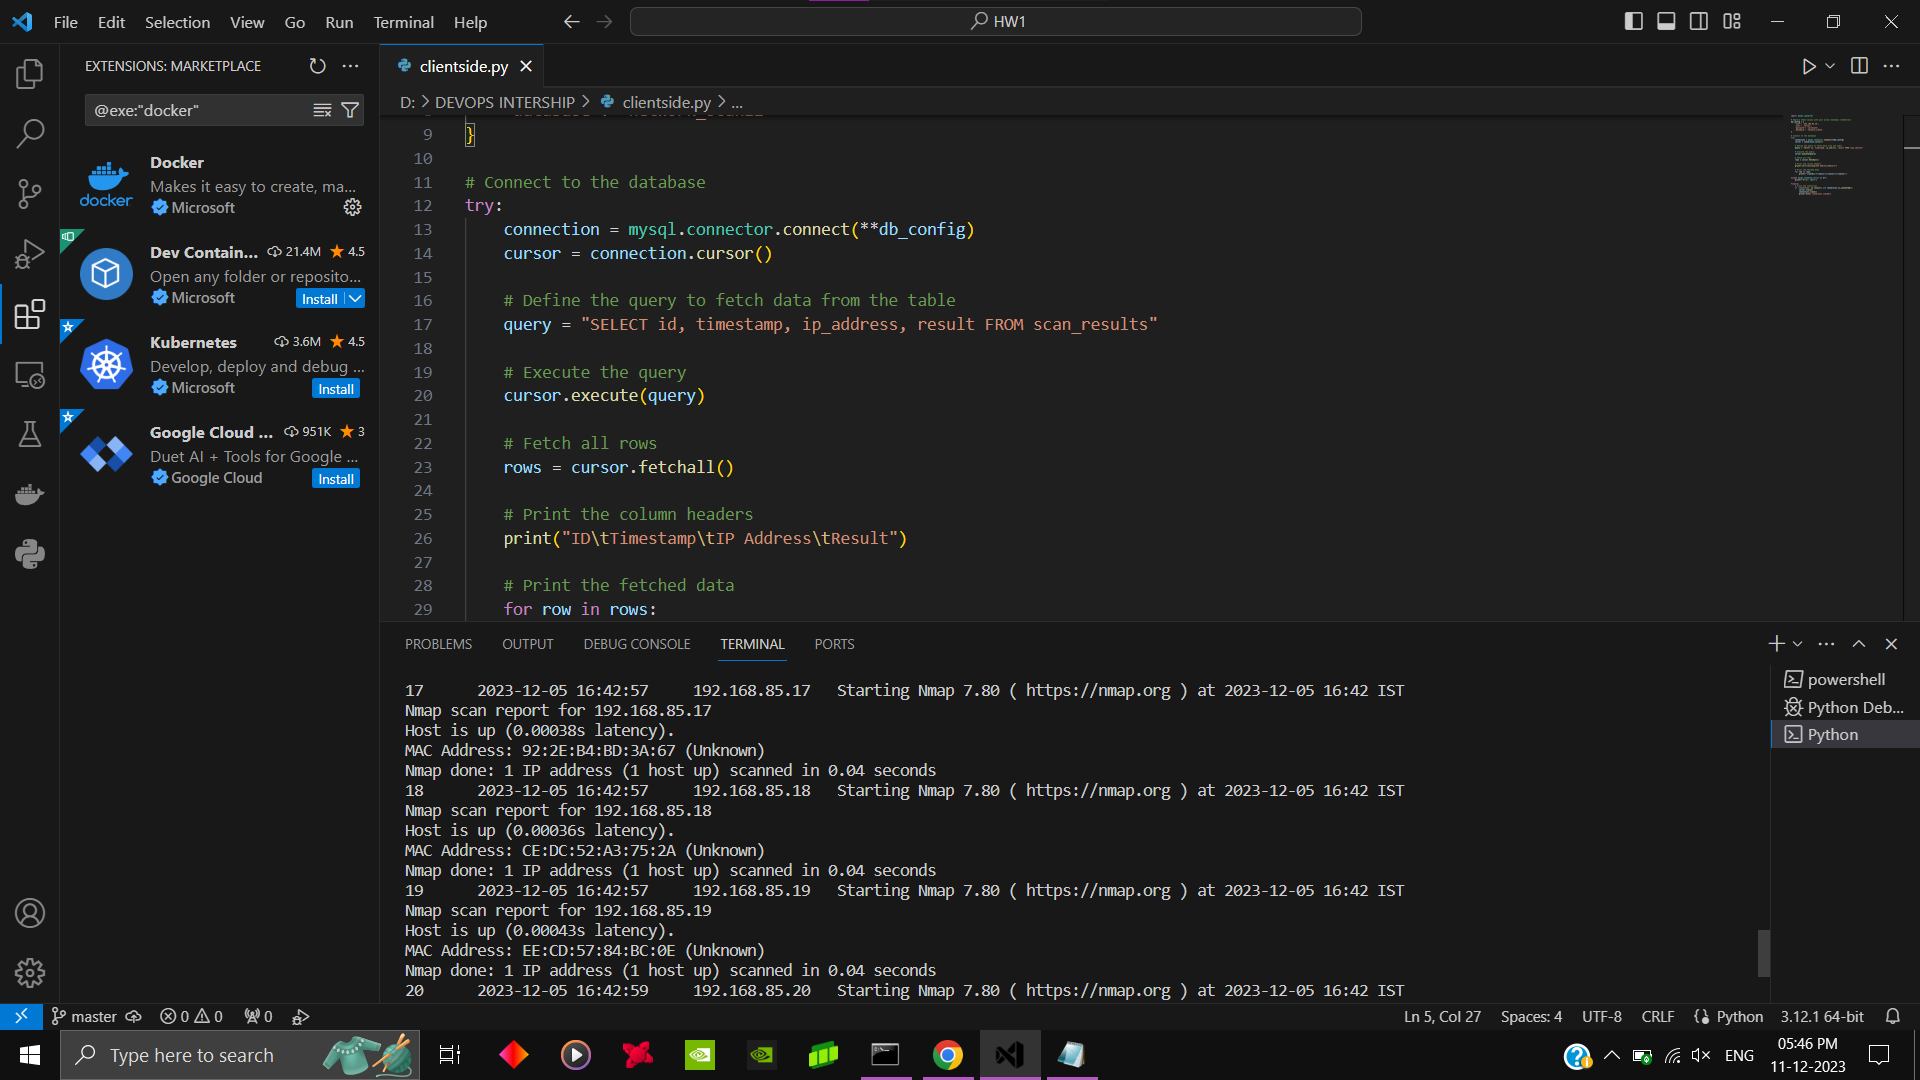 File Edit Selection View Go Run Terminal Help
HW1
EXTENSIONS: MARKETPLACE
@exe:"docker"
Docker
Makes it easy to create, ma...
Microsoft
Dev Contain... 21.4M 4.5
Open any folder or reposito...
Microsoft Install
Kubernetes 3.6M 4.5
Develop, deploy and debug ...
Microsoft Install
Google Cloud ... 951K 3
Duet AI + Tools for Google ...
Google Cloud Install
docker
clientside.py
D: > DEVOPS INTERSHIP > clientside.py > ...
9 }
10
11 # Connect to the database
12 try:
13 connection = mysql.connector.connect(**db_config)
14 cursor = connection.cursor()
15
16 # Define the query to fetch data from the table
17 query = "SELECT id, timestamp, ip_address, result FROM scan_results"
18
19 # Execute the query
20 cursor.execute(query)
21
22 # Fetch all rows
23 rows = cursor.fetchall()
24
25 # Print the column headers
26 print("ID\tTimestamp\tIP Address\tResult")
27
28 # Print the fetched data
29 for row in rows:
PROBLEMS OUTPUT DEBUG CONSOLE TERMINAL PORTS
17 2023-12-05 16:42:57 192.168.85.17 Starting Nmap 7.80 ( https://nmap.org ) at 2023-12-05 16:42 IST
Nmap scan report for 192.168.85.17
Host is up (0.00038s latency).
MAC Address: 92:2E:B4:BD:3A:67 (Unknown)
Nmap done: 1 IP address (1 host up) scanned in 0.04 seconds
18 2023-12-05 16:42:57 192.168.85.18 Starting Nmap 7.80 ( https://nmap.org ) at 2023-12-05 16:42 IST
Nmap scan report for 192.168.85.18
Host is up (0.00036s latency).
MAC Address: CE:DC:52:A3:75:2A (Unknown)
Nmap done: 1 IP address (1 host up) scanned in 0.04 seconds
19 2023-12-05 16:42:57 192.168.85.19 Starting Nmap 7.80 ( https://nmap.org ) at 2023-12-05 16:42 IST
Nmap scan report for 192.168.85.19
Host is up (0.00043s latency).
MAC Address: EE:CD:57:84:BC:0E (Unknown)
Nmap done: 1 IP address (1 host up) scanned in 0.04 seconds
20 2023-12-05 16:42:59 192.168.85.20 Starting Nmap 7.80 ( https://nmap.org ) at 2023-12-05 16:42 IST
powershell
Python Deb...
Python
master 0 0 0
Ln 5, Col 27 Spaces: 4 UTF-8 CRLF Python 3.12.1 64-bit
Type here to search
ENG
05:46 PM
11-12-2023